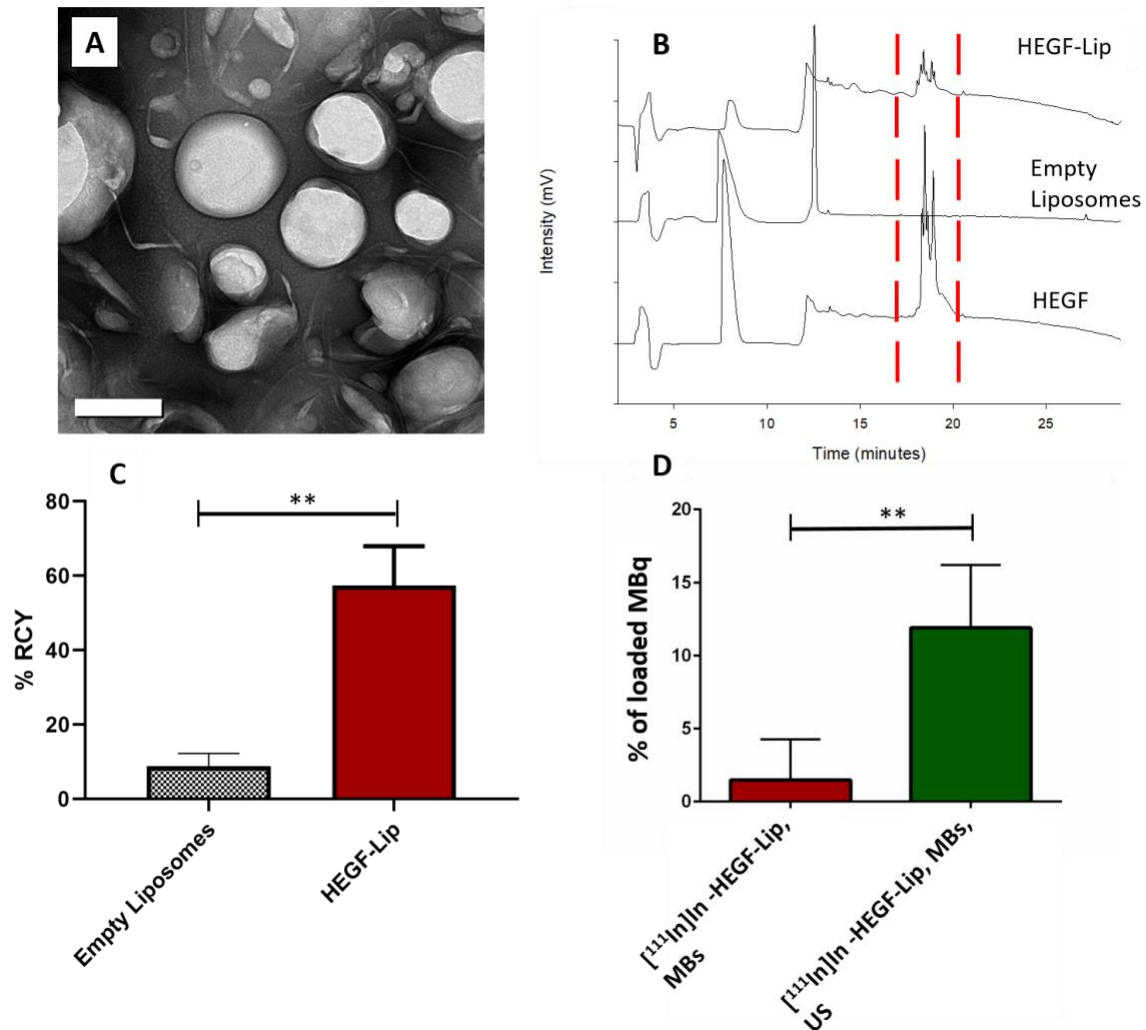 A
B
HEGF-Lip
Empty
Liposomes
HEGF
Intensity (mV)
5
10
15
20
25
Time (minutes)
C
80
60
40
20
0
% RCY
**
Empty Liposomes
HEGF-Lip
D
20
15
10
5
0
% of loaded MBq
**
[¹¹¹In]In -HEGF-Lip,
MBs
[¹¹¹In]In -HEGF-Lip, MBs,
US